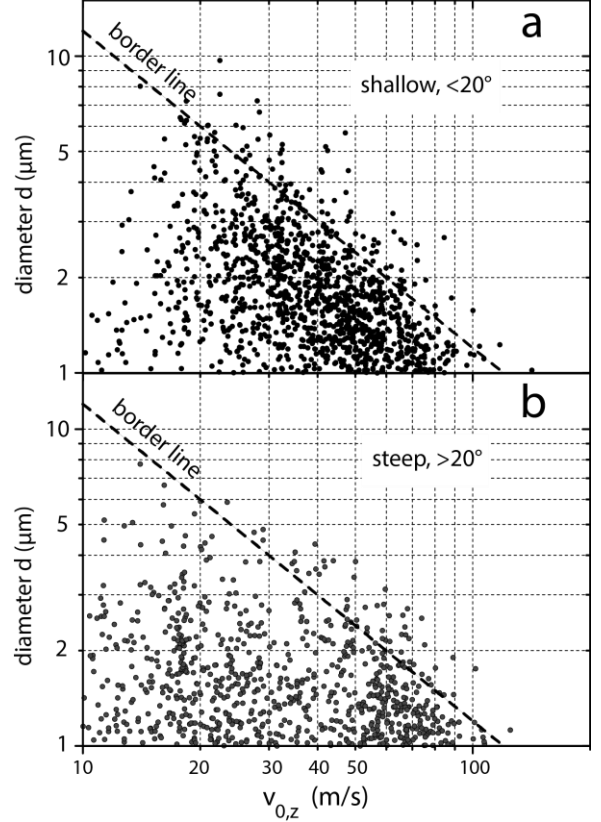 a
border line
shallow, <20°
10
5
2
1
diameter d (μm)
b
border line
steep, >20°
10
5
2
1
diameter d (μm)
10 20 30 40 50 100
v0,z (m/s)